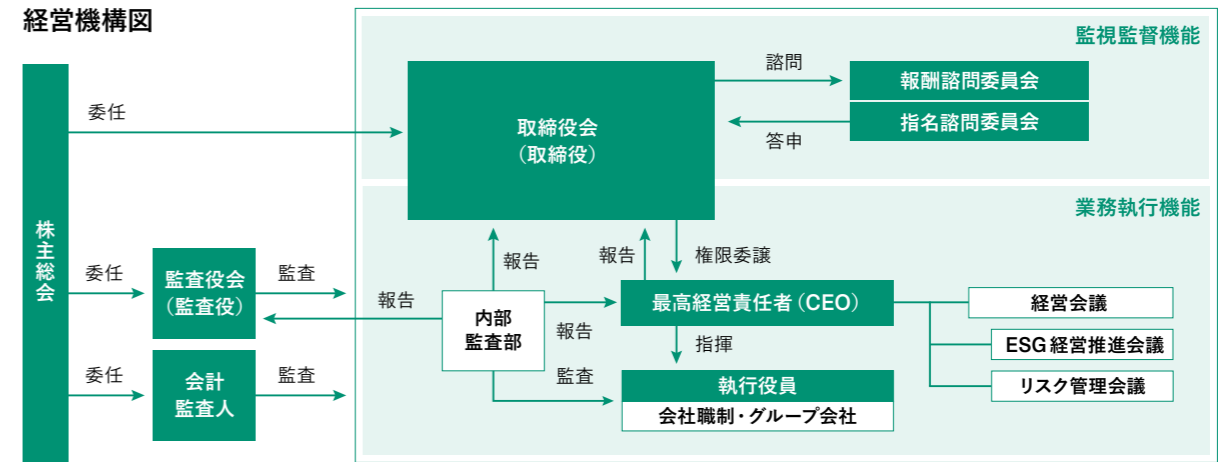 経営機構図
監視監督機能
諮問
報酬諮問委員会
委任
取締役会
（取締役）
指名諮問委員会
答申
業務執行機能
株主総会
報告
報告
権限委譲
委任
監査役会
（監査役）
監査
報告
内部
監査部
報告
最高経営責任者（CEO）
経営会議
指揮
ESG経営推進会議
委任
会計
監査人
監査
監査
執行役員
会社職制・グループ会社
リスク管理会議